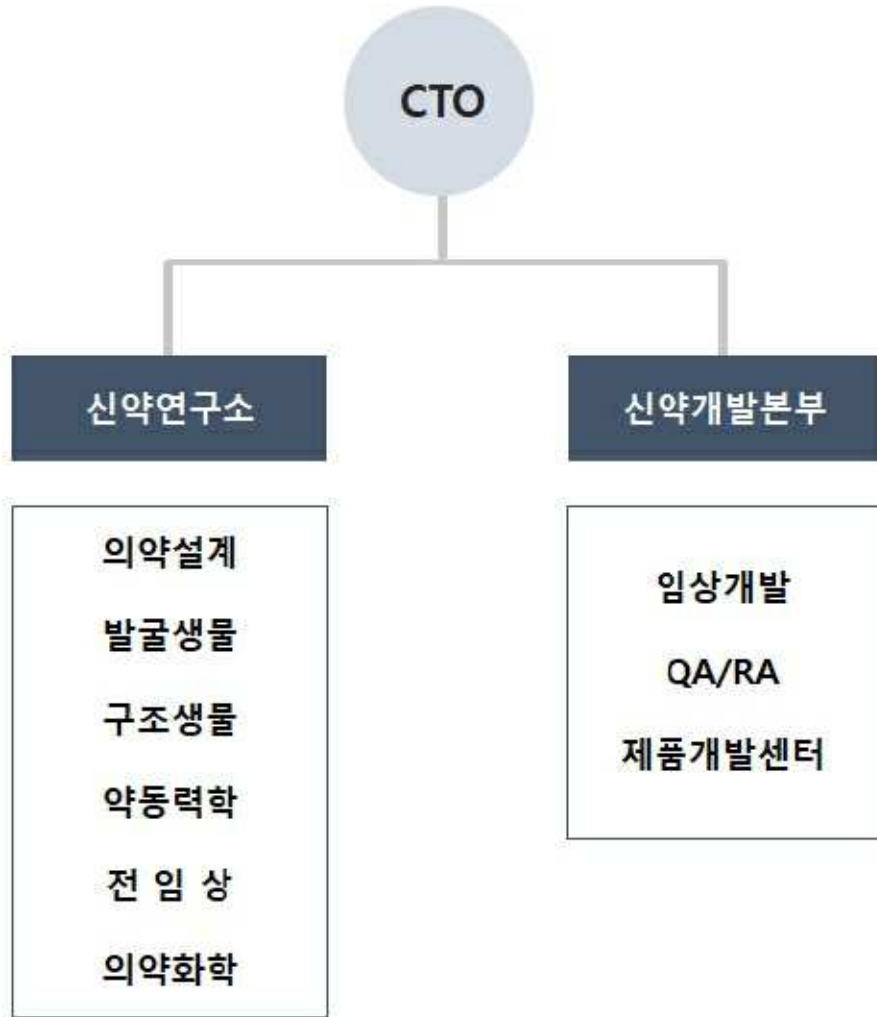 CTO
신약연구소
의약설계
발굴생물
구조생물
약동력학
전 임 상
의약화학
신약개발본부
임상개발
QA/RA
제품개발센터